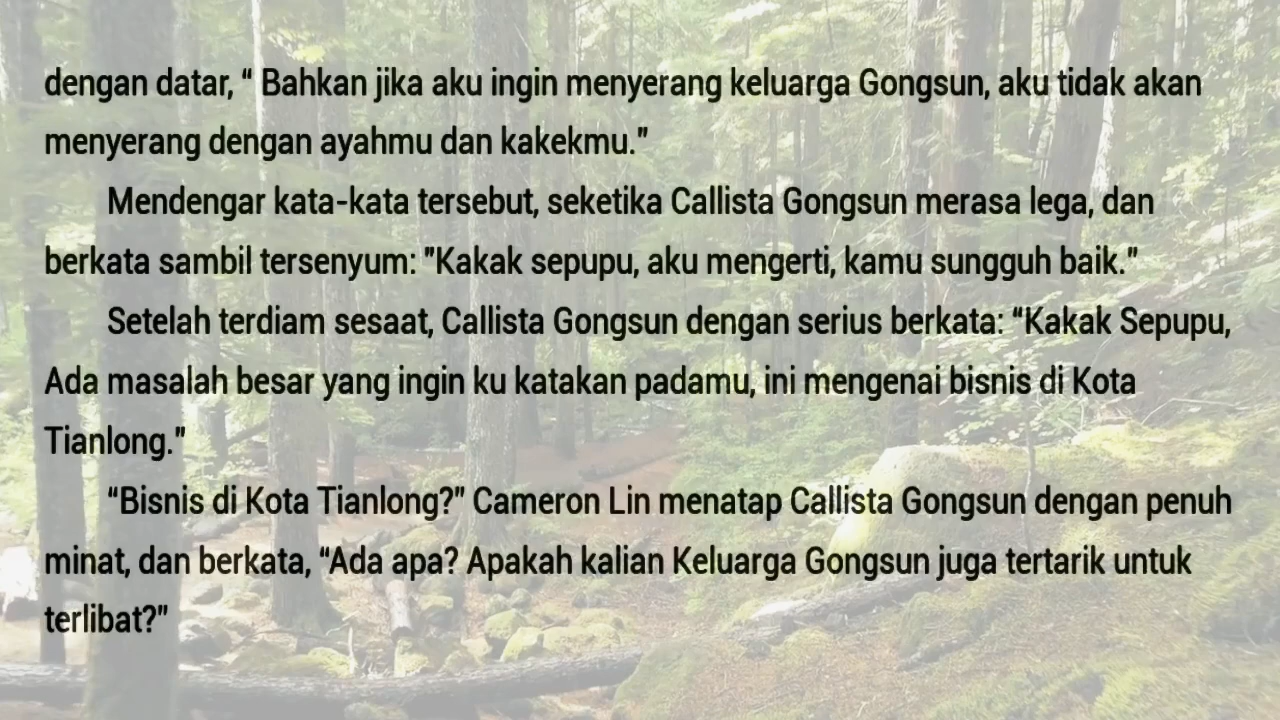 dengan datar, “ Bahkan jika aku ingin menyerang keluarga Gongsun, aku tidak akan
menyerang dengan ayahmu dan kakekmu.”
Mendengar kata-kata tersebut, seketika Callista Gongsun merasa lega, dan
berkata sambil tersenyum: "Kakak sepupu, aku mengerti, kamu sungguh baik.”
Setelah terdiam sesaat, Callista Gongsun dengan serius berkata: “Kakak Sepupu,
Ada masalah besar yang ingin ku katakan padamu, ini mengenai bisnis di Kota
Tianlong.”
“Bisnis di Kota Tianlong?” Cameron Lin menatap Callista Gongsun dengan penuh
minat, dan berkata, “Ada apa? Apakah kalian Keluarga Gongsun juga tertarik untuk
terlibat?”